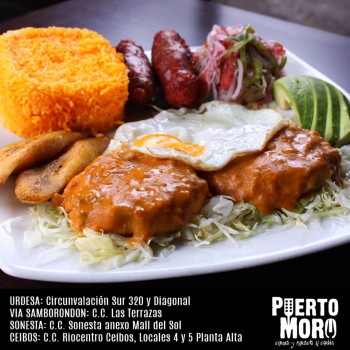 URDESA: Circunvalación Sur 320 y Diagonal
VIA SAMBORONDON: C.C. Las Terrazas
SONESTA: C.C. Sonesta anexo Mall del Sol
CEIBOS: C.C. Riocentro Ceibos, Locales 4 y 5 Planta Alta
PUERTO
MORO